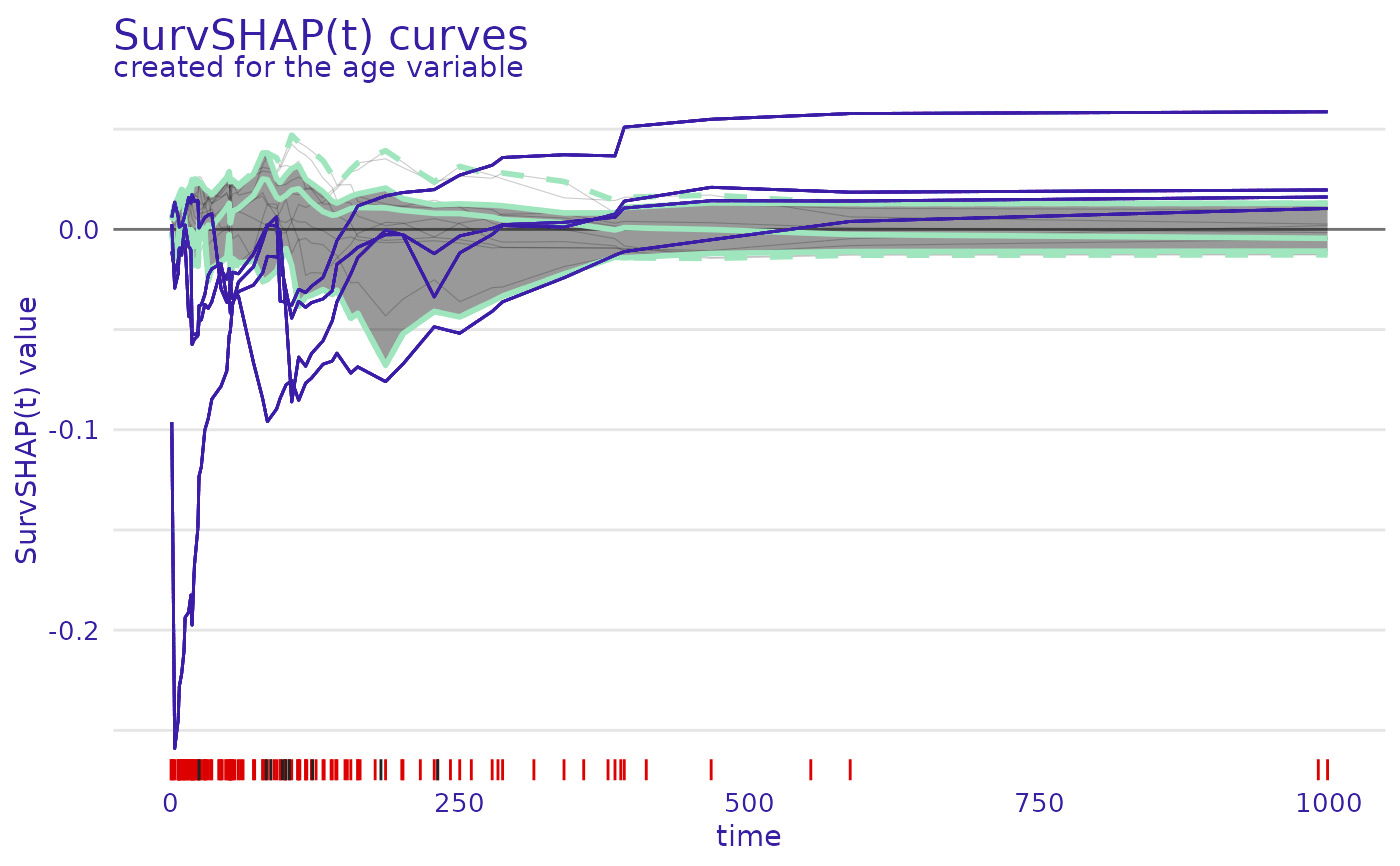 SurvSHAP(t) curves
created for the age variable
SurvSHAP(t) value
0.0
-0.1
-0.2
0 250 500 750 1000
time